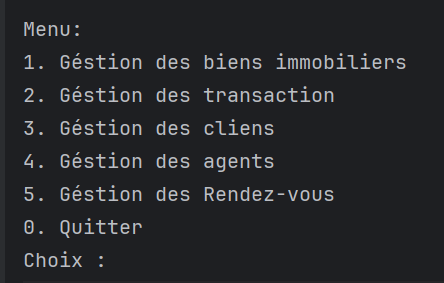 Menu:
1. Géstion des biens immobiliers
2. Géstion des transaction
3. Géstion des cliens
4. Géstion des agents
5. Géstion des Rendez-vous
0. Quitter
Choix :